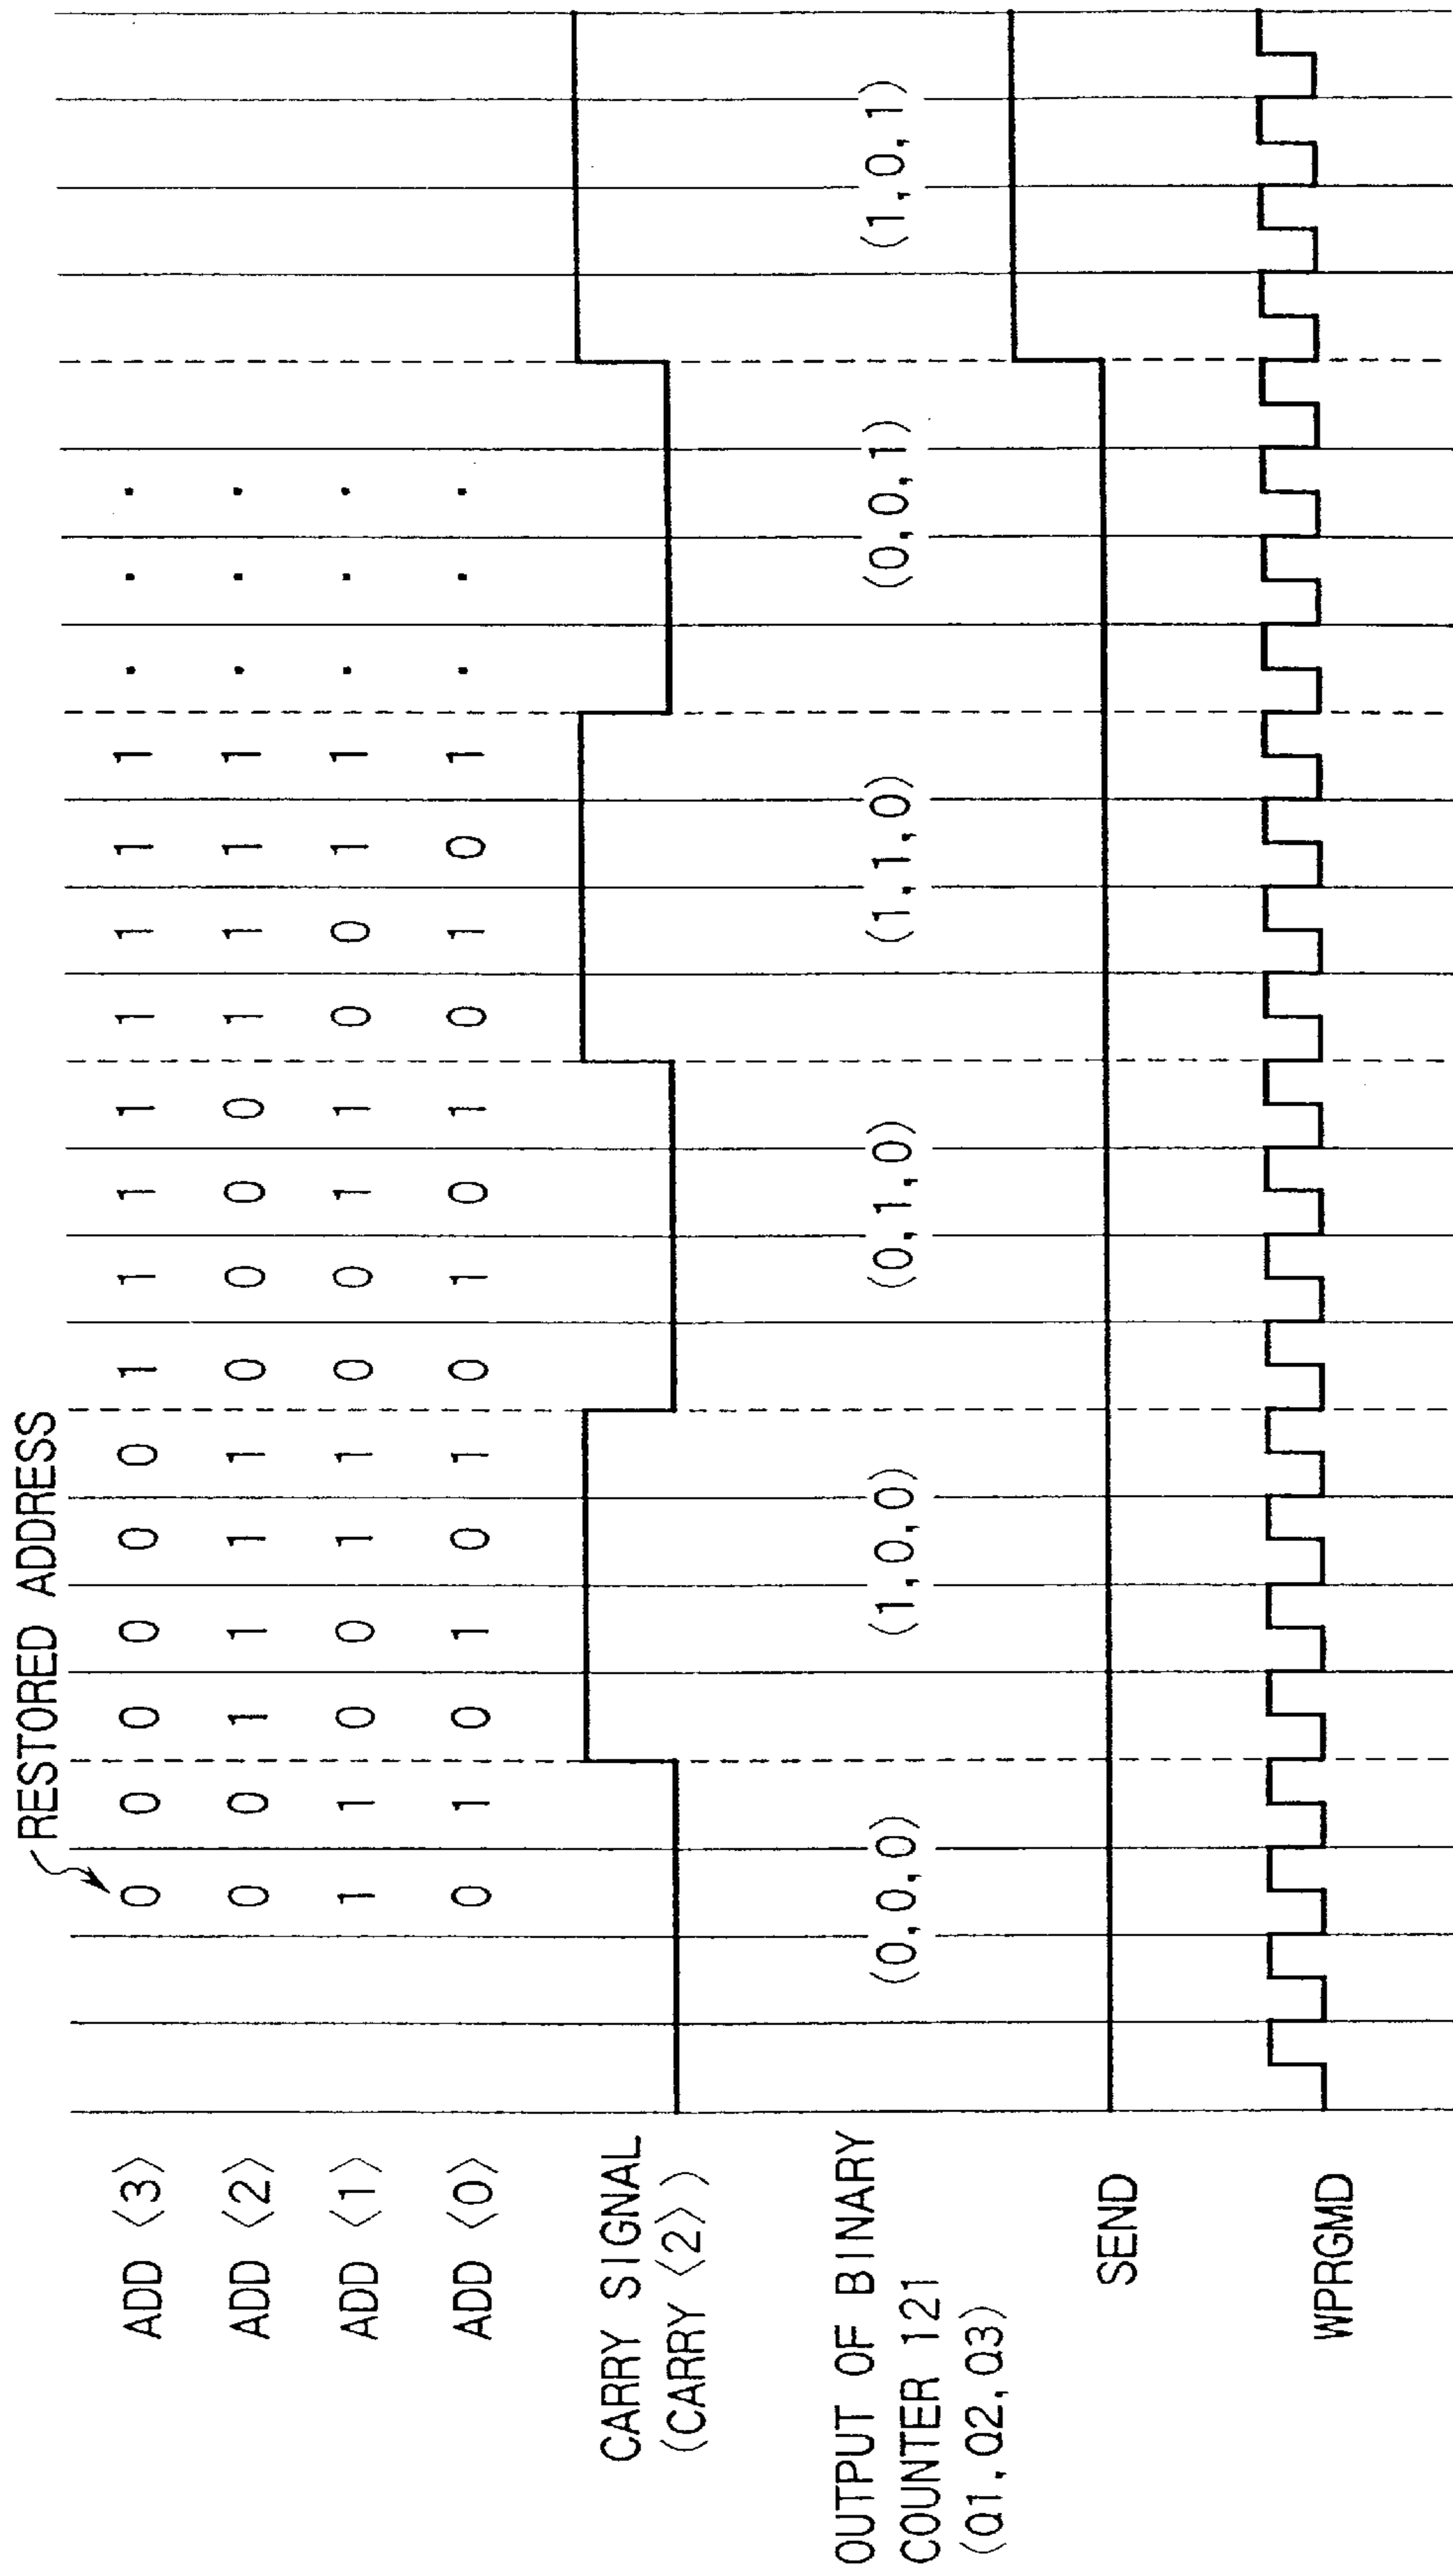 RESTORED ADDRESS
ADD <3> 0 0 0 0 0 0 1 1 1 1 1 1 1 1 . . .
ADD <2> 0 0 1 1 1 1 0 0 0 0 1 1 1 1 . . .
ADD <1> 1 1 0 0 1 1 0 0 1 1 0 0 1 1 . . .
ADD <0> 0 1 0 1 0 1 0 1 0 1 0 1 0 1 . . .
CARRY SIGNAL
(CARRY <2>)
OUTPUT OF BINARY
COUNTER 121
(Q1, Q2, Q3)
(0, 0, 0) (1, 0, 0) (0, 1, 0) (1, 1, 0) (0, 0, 1) (1, 0, 1)
SEND
WPRGMD